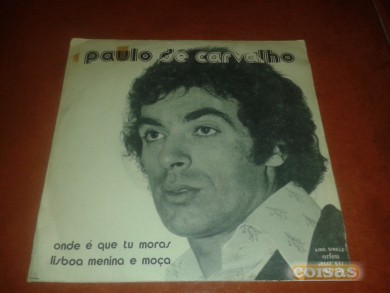 paulo de carvalho
onde é que tu moras
lisboa menina e moça
coisas